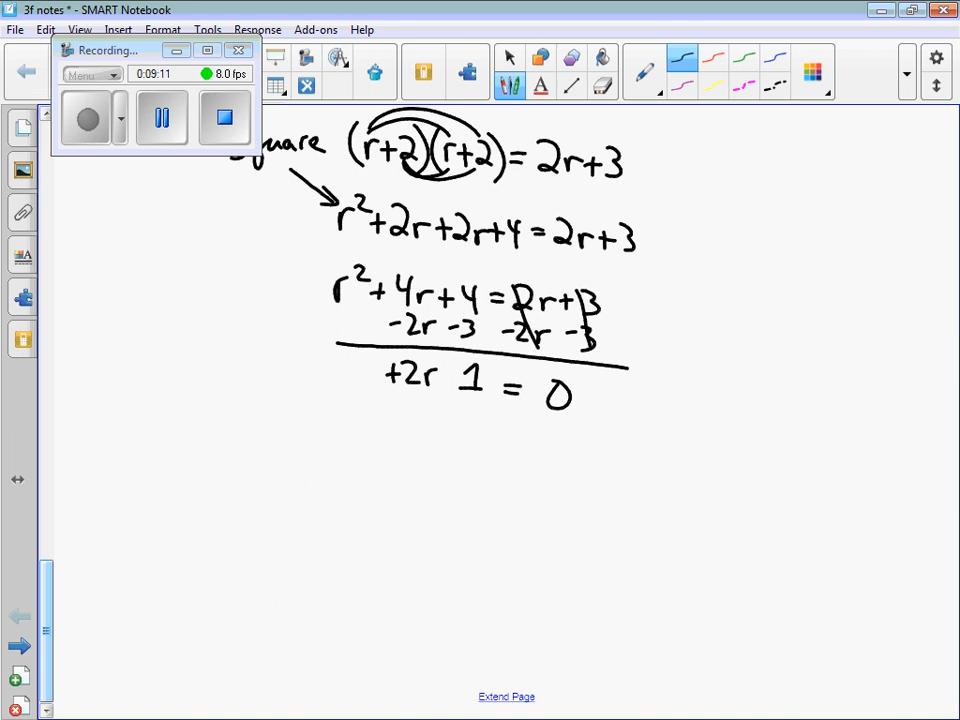 3f notes * - SMART Notebook
File Edit View Insert Format Tools Response Add-ons Help
Recording...
Menu 0:09:11 8.0 fps
(r+2)(r+2) = 2r+3
r²+2r+2r+4 = 2r+3
r²+4r+4 = 2r+3
-2r -3 -2r -3
+2r 1 = 0
Extend Page